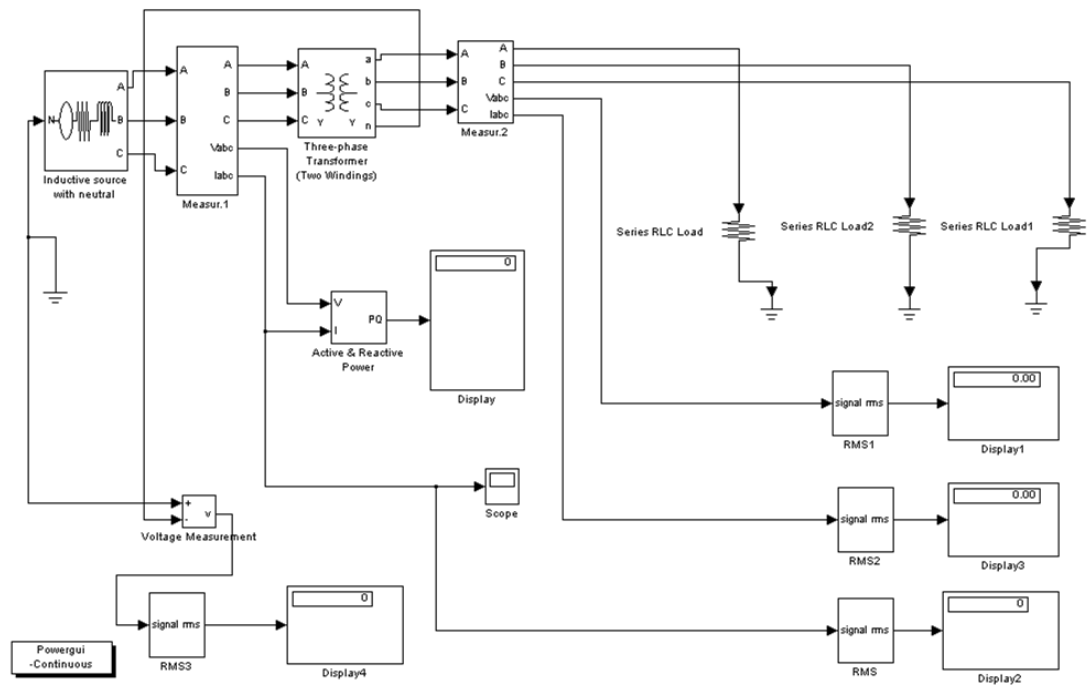 N
A
B
C
Inductive source
with neutral
A
B
C
A
B
C
Vabc
Iabc
Measur.1
A
B
C
Y
Y
a
b
c
n
Three-phase
Transformer
(Two Windings)
A
B
C
A
B
C
Vabc
Iabc
Measur.2
Series RLC Load
Series RLC Load2
Series RLC Load1
V
I
PQ
Active & Reactive
Power
0
Display
signal rms
RMS1
0.00
Display1
Scope
+
-
v
Voltage Measurement
signal rms
RMS2
0.00
Display3
signal rms
RMS3
0
Display4
signal rms
RMS
0
Display2
Powergui
-Continuous